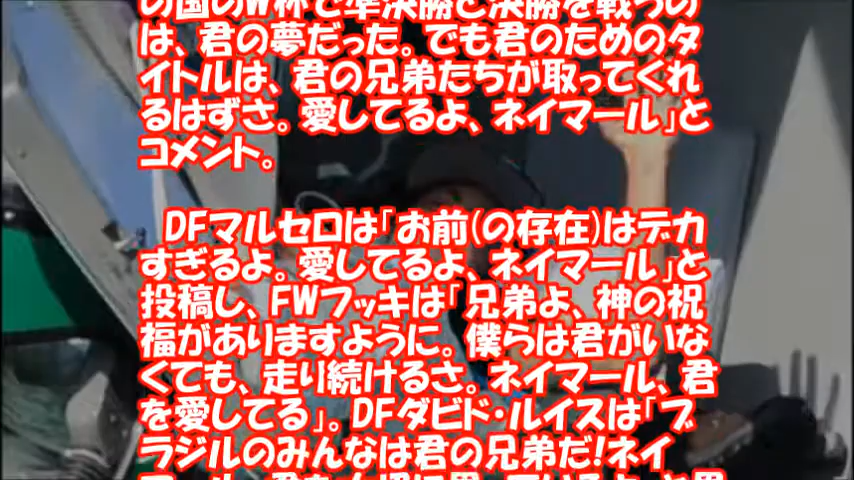 の国のW杯で準決勝と決勝を戦うの
は、君の夢だった。でも君のためのタ
イトルは、君の兄弟たちが取ってくれ
るはずさ。愛してるよ、ネイマール」と
コメント。
DFマルセロは「お前(の存在)はデカ
すぎるよ。愛してるよ、ネイマール」と
投稿し、FWフッキは「兄弟よ、神の祝
福がありますように。僕らは君がいな
くても、走り続けるさ。ネイマール、君
を愛してる」。DFダビド・ルイスは「ブ
ラジルのみんなは君の兄弟だ!ネイ